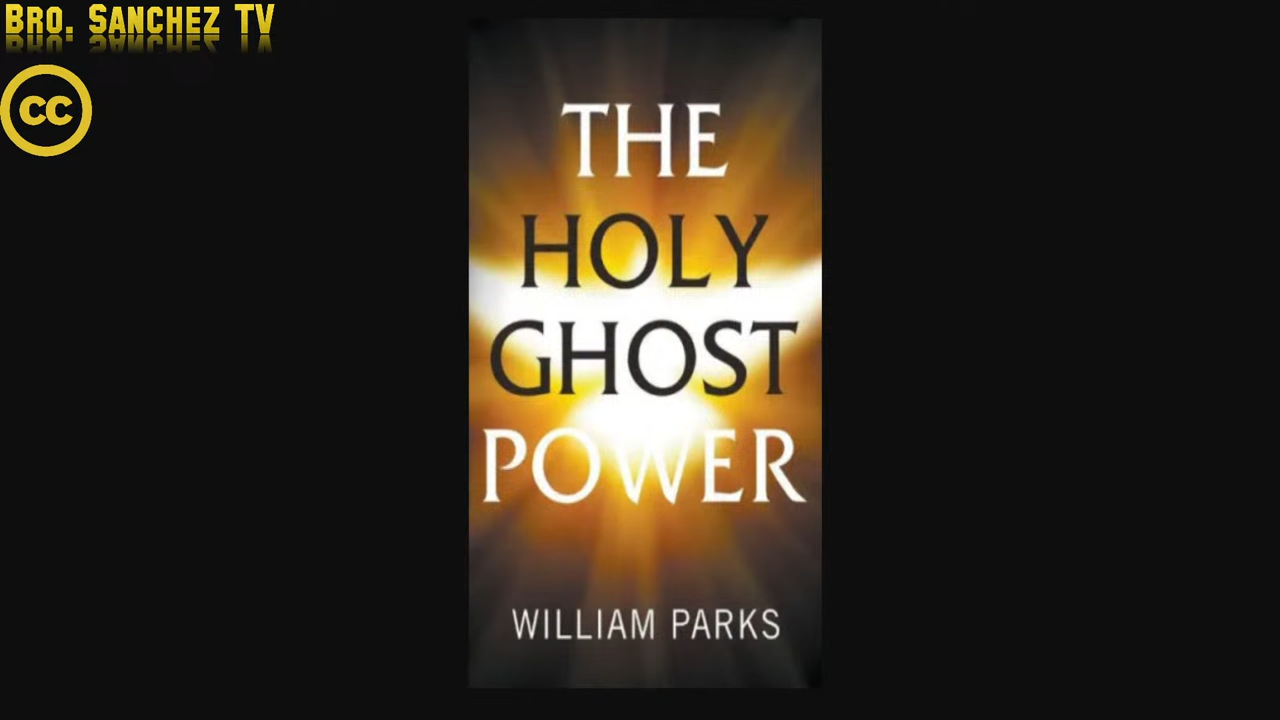 Bro. Sanchez TV
CC
THE
HOLY
GHOST
POWER
WILLIAM PARKS